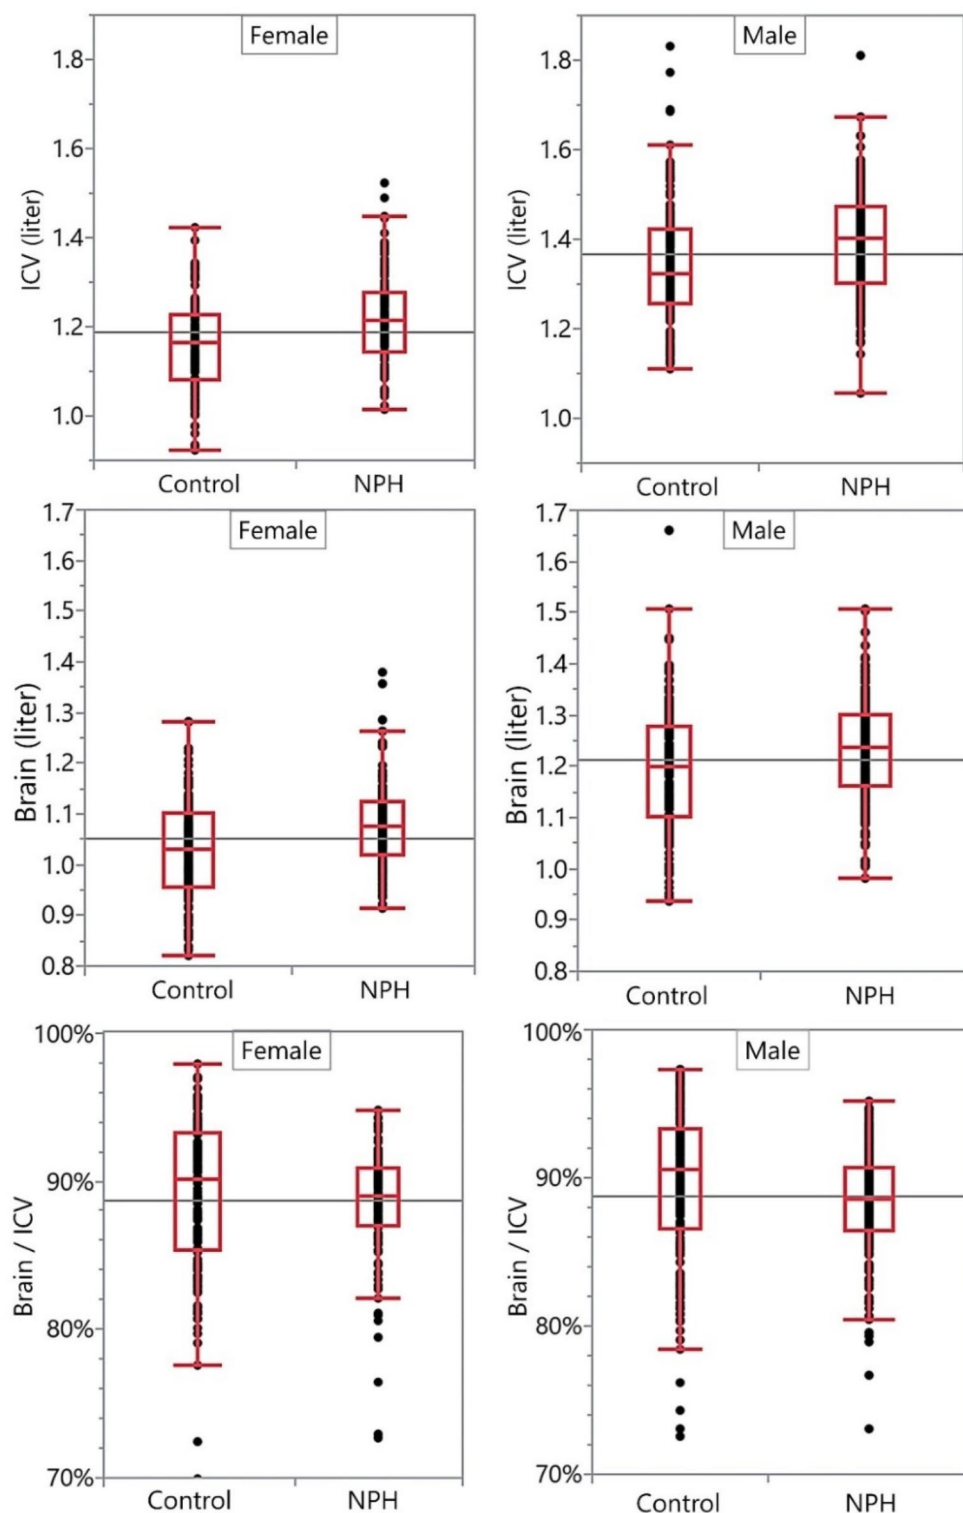 Female
1.8
1.6
1.4
1.2
1.0
ICV (liter)
Control NPH
Male
1.8
1.6
1.4
1.2
1.0
ICV (liter)
Control NPH
Female
1.7
1.6
1.5
1.4
1.3
1.2
1.1
1.0
0.9
0.8
Brain (liter)
Control NPH
Male
1.7
1.6
1.5
1.4
1.3
1.2
1.1
1.0
0.9
0.8
Brain (liter)
Control NPH
Female
100%
90%
80%
70%
Brain / ICV
Control NPH
Male
100%
90%
80%
70%
Brain / ICV
Control NPH